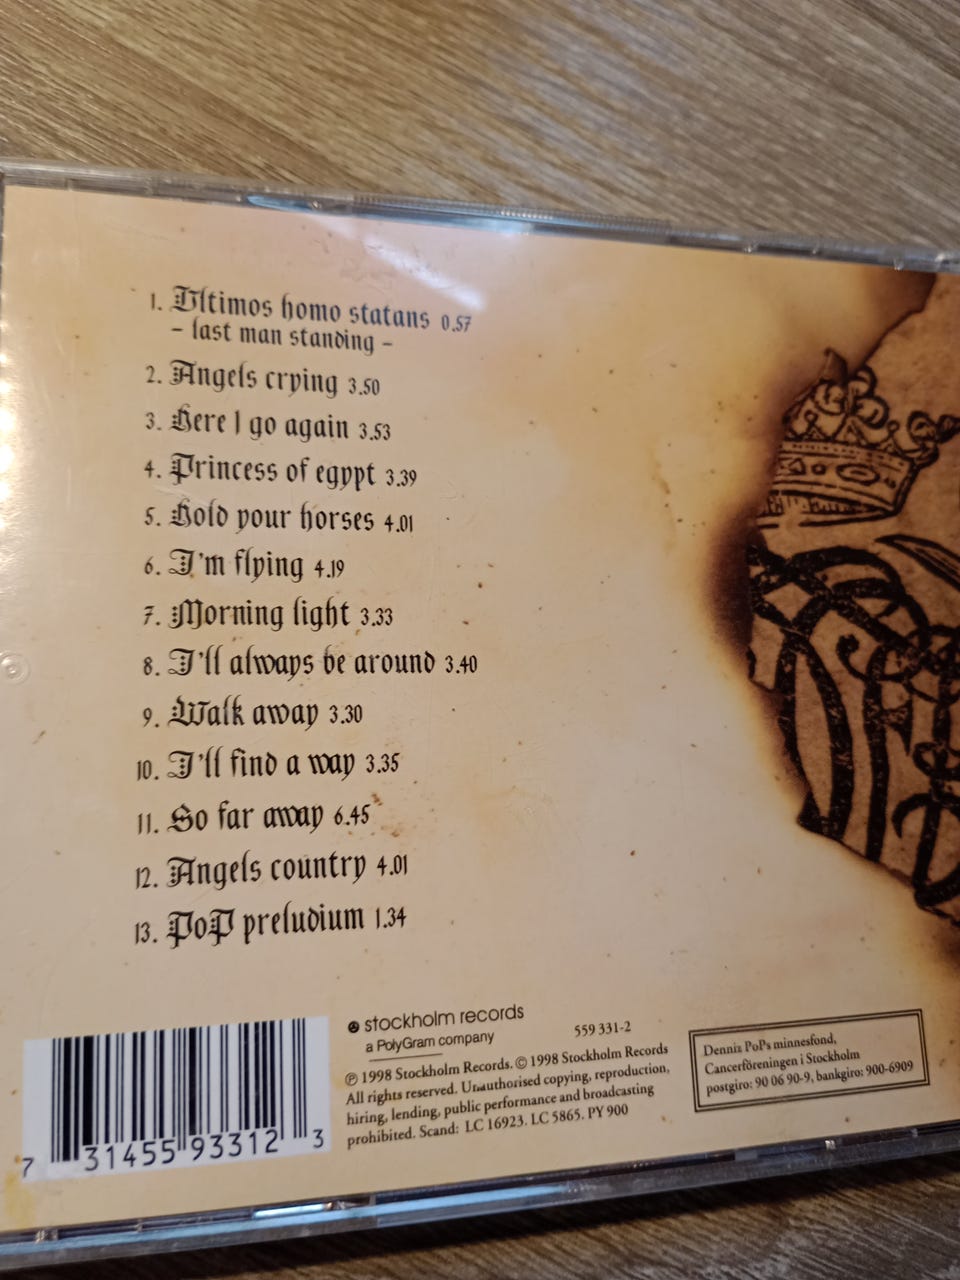 1. Ultimos homo statans 0.57
- last man standing -
2. Angels crying 3.50
3. Here I go again 3.53
4. Princess of egypt 3.39
5. Hold your horses 4.01
6. I'm flying 4.19
7. Morning light 3.33
8. I'll always be around 3.40
9. Walk away 3.30
10. I'll find a way 3.35
11. So far away 6.45
12. Angels country 4.01
13. PoP preludium 1.34
stockholm records
a PolyGram company
559 331-2
℗ 1998 Stockholm Records. © 1998 Stockholm Records
All rights reserved. Unauthorised copying, reproduction,
hiring, lending, public performance and broadcasting
prohibited. Scand: LC 16923. LC 5865. PY 900
Denniz PoPs minnesfond,
Cancerföreningen i Stockholm
postgiro: 90 06 90-9, bankgiro: 900-6909
7 31455 93312 3